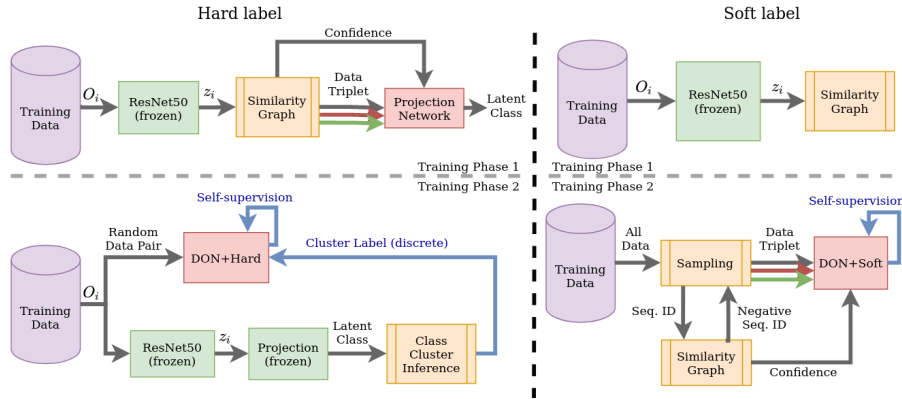 Hard label
Confidence
Training
Data
O_i
ResNet50
(frozen)
z_i
Similarity
Graph
Data
Triplet
Projection
Network
Latent
Class
Training Phase 1
Training Phase 2
Self-supervision
Random
Data Pair
DON+Hard
Cluster Label (discrete)
Training
Data
O_i
ResNet50
(frozen)
z_i
Projection
(frozen)
Latent
Class
Class
Cluster
Inference
Soft label
Training
Data
O_i
ResNet50
(frozen)
z_i
Similarity
Graph
Training Phase 1
Training Phase 2
Self-supervision
Training
Data
All
Data
Sampling
Data
Triplet
DON+Soft
Seq. ID
Negative
Seq. ID
Similarity
Graph
Confidence